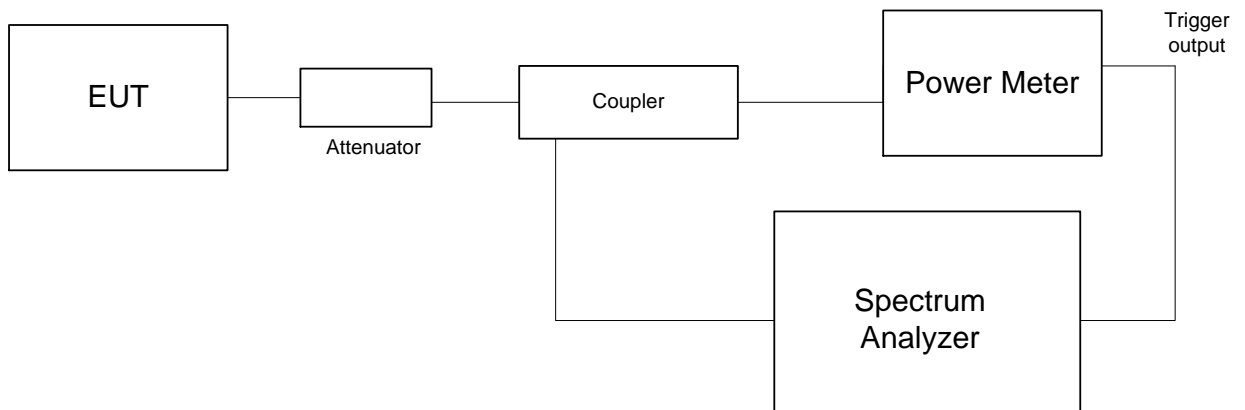 EUT
Attenuator
Coupler
Power Meter
Trigger
output
Spectrum
Analyzer